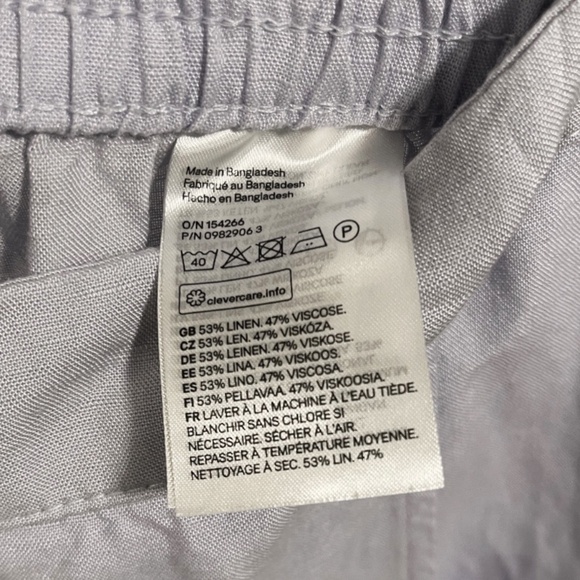 Made in Bangladesh
Fabriqué au Bangladesh
Hecho en Bangladesh
O/N 154266
P/N 0982906 3
40 P
clevercare.info
GB 53% LINEN. 47% VISCOSE.
CZ 53% LEN. 47% VISKÓZA.
DE 53% LEINEN. 47% VISKOSE.
EE 53% LINA. 47% VISKOOS.
ES 53% LINO. 47% VISCOSA.
FI 53% PELLAVAA. 47% VISKOOSIA.
FR LAVER À LA MACHINE À L'EAU TIÈDE.
BLANCHIR SANS CHLORE SI
NÉCESSAIRE. SÉCHER À L'AIR.
REPASSER À TEMPÉRATURE MOYENNE.
NETTOYAGE À SEC. 53% LIN. 47%